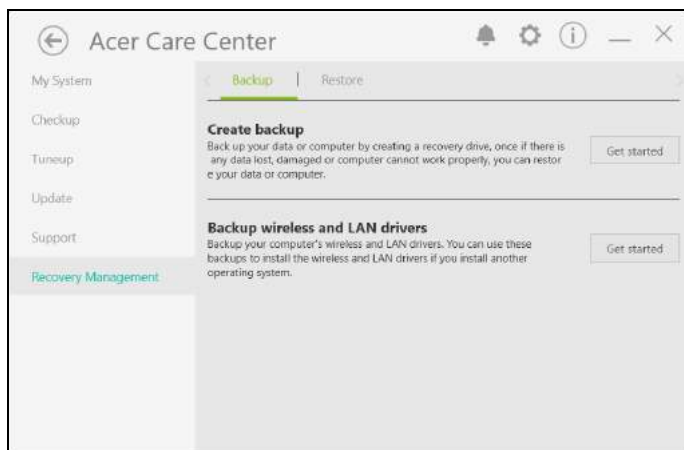 Acer Care Center
My System
Checkup
Tuneup
Update
Support
Recovery Management
Backup
Restore
Create backup
Back up your data or computer by creating a recovery drive, once if there is
any data lost, damaged or computer cannot work properly, you can restor
e your data or computer.
Get started
Backup wireless and LAN drivers
Backup your computer's wireless and LAN drivers. You can use these
backups to install the wireless and LAN drivers if you install another
operating system.
Get started